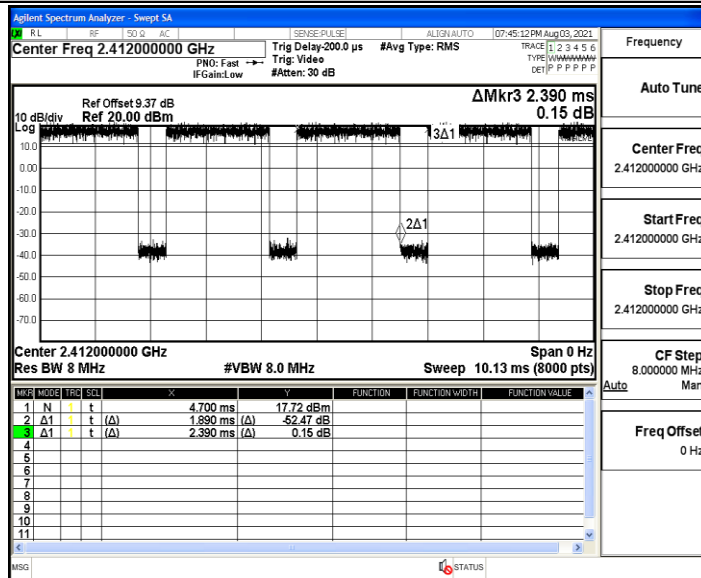 Agilent Spectrum Analyzer - Swept SA
RL RF 50 Ω AC SENSE:PULSE ALIGN AUTO 07:45:12 PM Aug 03, 2021
Center Freq 2.412000000 GHz Trig Delay-200.0 µs #Avg Type: RMS TRACE 1 2 3 4 5 6
PNO: Fast Trig: Video TYPE
IFGain:Low #Atten: 30 dB DET P P P P P P
Frequency
Auto Tune
ΔMkr3 2.390 ms
0.15 dB
Ref Offset 9.37 dB
10 dB/div Ref 20.00 dBm
Log
10.0
0.00
-10.0
-20.0
-30.0
-40.0
-50.0
-60.0
-70.0
3Δ1
2Δ1
Center Freq
2.412000000 GHz
Start Freq
2.412000000 GHz
Stop Freq
2.412000000 GHz
CF Step
8.000000 MHz
Auto Man
Freq Offset
0 Hz
Center 2.412000000 GHz Span 0 Hz
Res BW 8 MHz #VBW 8.0 MHz Sweep 10.13 ms (8000 pts)
MKR MODE TRC SCL X Y FUNCTION FUNCTION WIDTH FUNCTION VALUE
1 N 1 t 4.700 ms 17.72 dBm
2 Δ1 1 t (Δ) 1.890 ms (Δ) -52.47 dB
3 Δ1 1 t (Δ) 2.390 ms (Δ) 0.15 dB
4
5
6
7
8
9
10
11
MSG STATUS